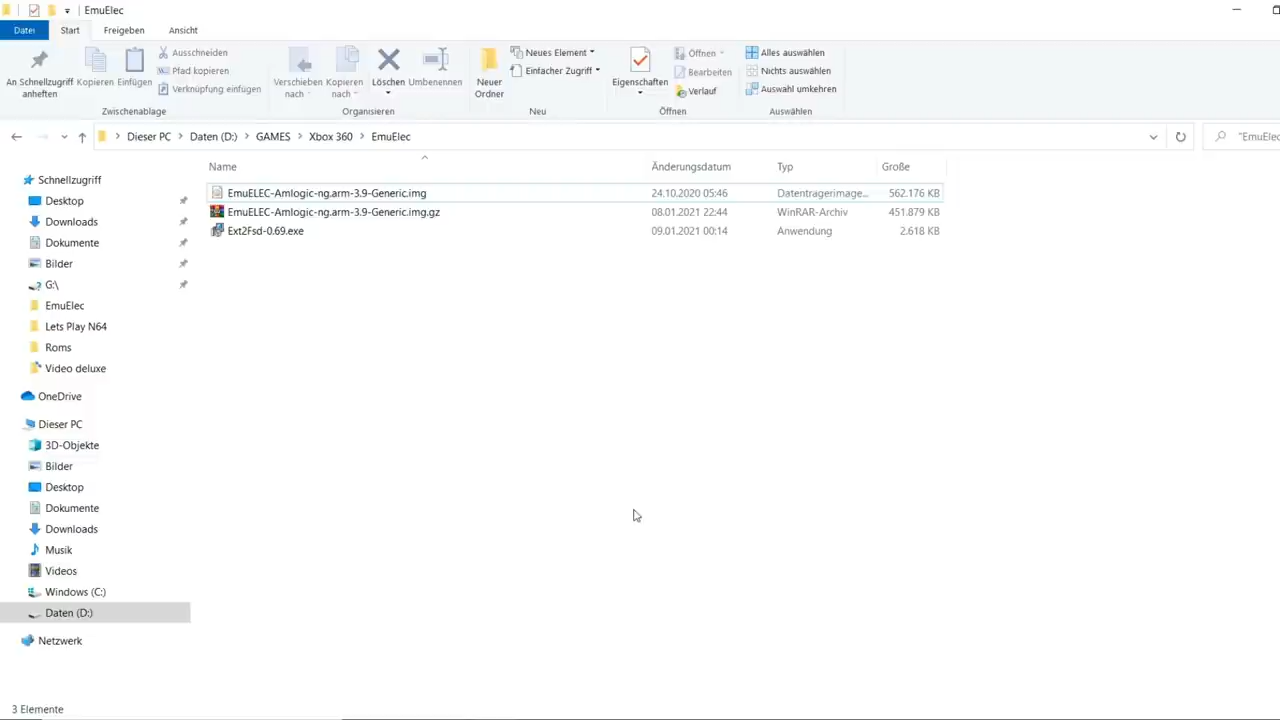 EmuElec
Datei Start Freigeben Ansicht
An Schnellzugriff anheften Kopieren Einfügen Ausschneiden Pfad kopieren Verknüpfung einfügen
Verschieben nach Kopieren nach Löschen Umbenennen
Neuer Ordner Neues Element Einfacher Zugriff
Eigenschaften Öffnen Bearbeiten Verlauf
Alles auswählen Nichts auswählen Auswahl umkehren
Zwischenablage Organisieren Neu Öffnen Auswählen
Dieser PC Daten (D:) GAMES Xbox 360 EmuElec "EmuElec
Name Änderungsdatum Typ Größe
EmuELEC-Amlogic-ng.arm-3.9-Generic.img 24.10.2020 05:46 Datenträgerimage... 562.176 KB
EmuELEC-Amlogic-ng.arm-3.9-Generic.img.gz 08.01.2021 22:44 WinRAR-Archiv 451.879 KB
Ext2Fsd-0.69.exe 09.01.2021 00:14 Anwendung 2.618 KB
Schnellzugriff
Desktop
Downloads
Dokumente
Bilder
G:\
EmuElec
Lets Play N64
Roms
Video deluxe
OneDrive
Dieser PC
3D-Objekte
Bilder
Desktop
Dokumente
Downloads
Musik
Videos
Windows (C:)
Daten (D:)
Netzwerk
3 Elemente